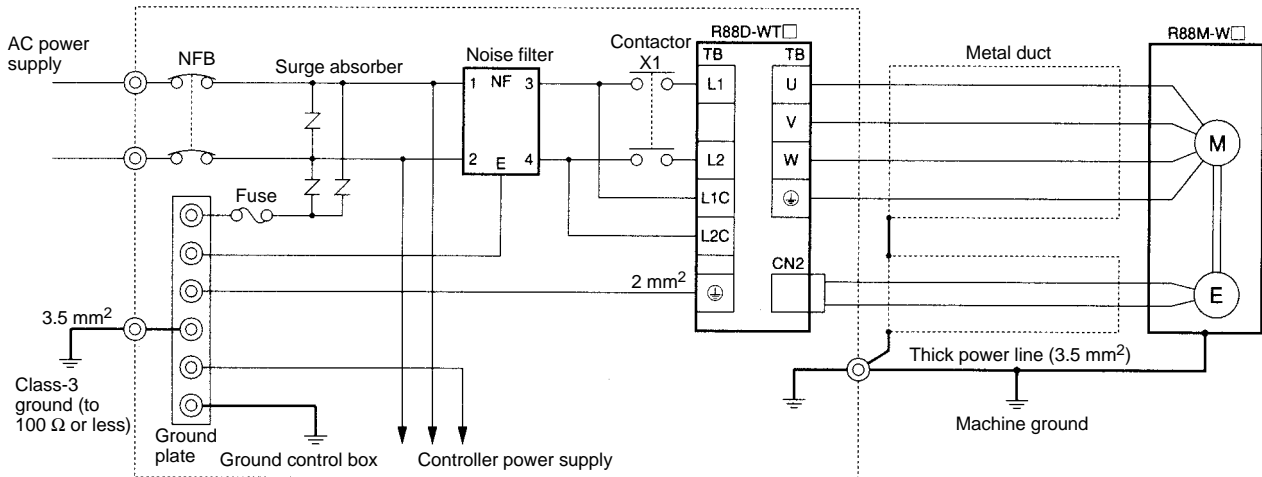 R88D-WT□
R88M-W□
AC power
supply
NFB
Surge absorber
Noise filter
Contactor
X1
TB
TB
Metal duct
1
NF
3
L1
U
V
M
2
E
4
L2
W
Fuse
L1C
L2C
CN2
2 mm²
E
3.5 mm²
Thick power line (3.5 mm²)
Class-3
ground (to
100 Ω or less)
Ground
plate
Ground control box
Controller power supply
Machine ground